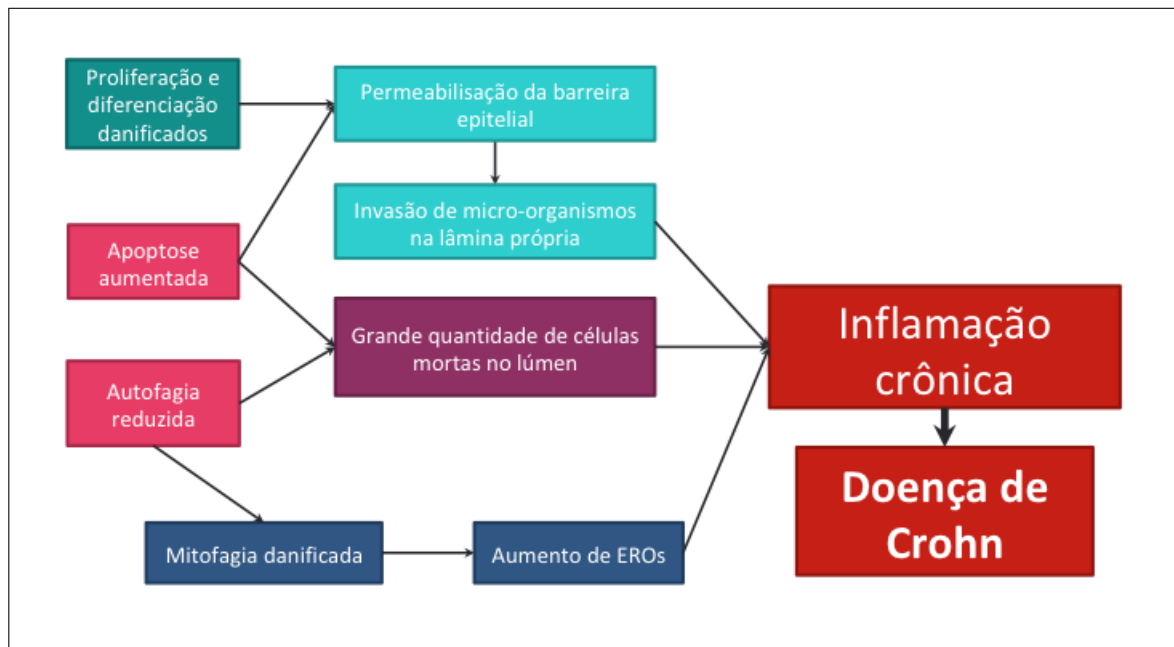 Proliferação e
diferenciação
danificados
Permeabilisação da barreira
epitelial
Invasão de micro-organismos
na lâmina própria
Apoptose
aumentada
Grande quantidade de células
mortas no lúmen
Autofagia
reduzida
Mitofagia danificada
Aumento de EROs
Inflamação
crônica
Doença de
Crohn